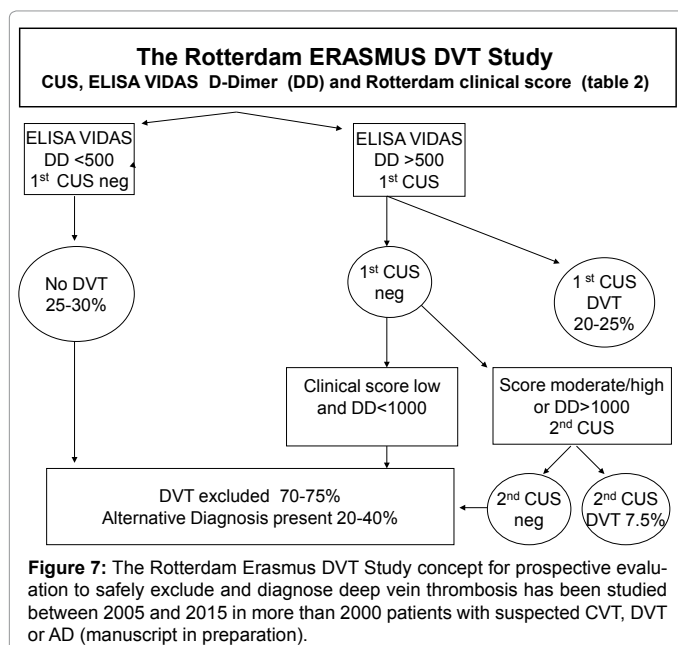 The Rotterdam ERASMUS DVT Study
CUS, ELISA VIDAS D-Dimer (DD) and Rotterdam clinical score (table 2)
ELISA VIDAS
DD <500
1st CUS neg
ELISA VIDAS
DD >500
1st CUS
No DVT
25-30%
1st CUS
neg
1 st CUS
DVT
20-25%
Clinical score low
and DD<1000
Score moderate/high
or DD>1000
2nd CUS
DVT excluded 70-75%
Alternative Diagnosis present 20-40%
2nd CUS
neg
2nd CUS
DVT 7.5%
Figure 7: The Rotterdam Erasmus DVT Study concept for prospective evalu-
ation to safely exclude and diagnose deep vein thrombosis has been studied
between 2005 and 2015 in more than 2000 patients with suspected CVT, DVT
or AD (manuscript in preparation).